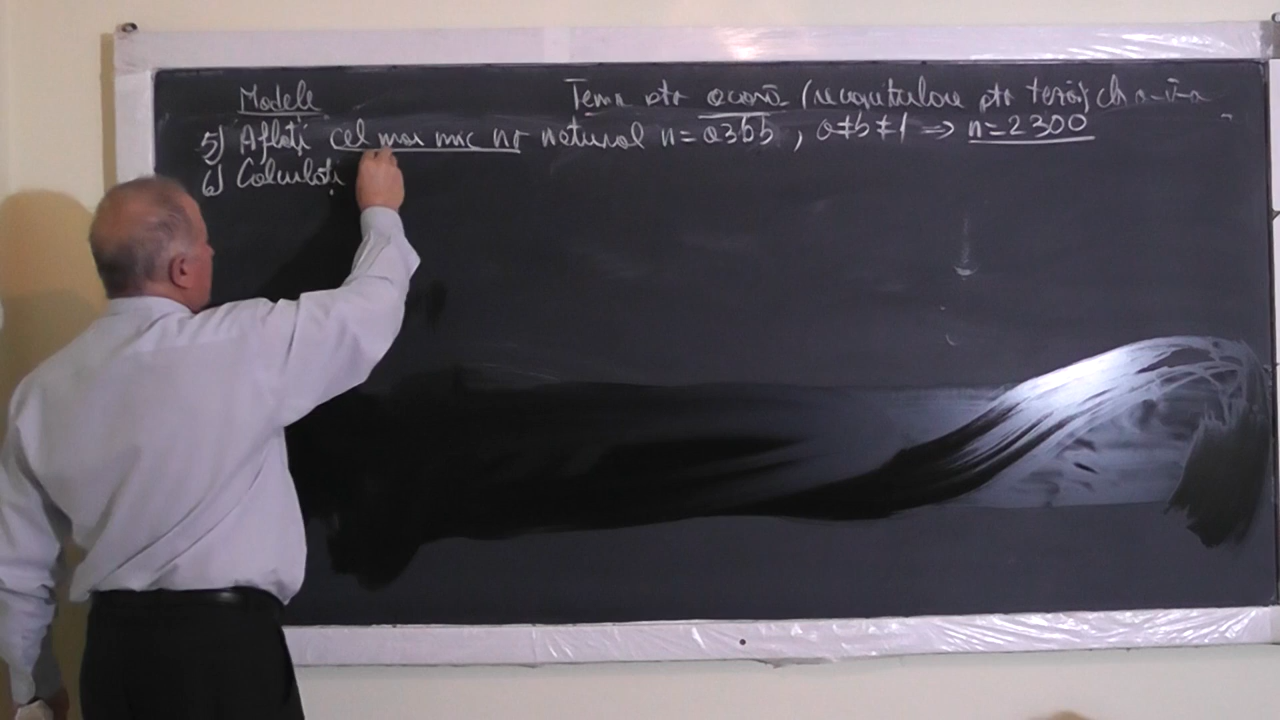 Modele Tema ptr acasă (recapitulare ptr teză) cls a-V-a
5) Aflați cel mai mic nr natural n=a3bb, a≠b≠1 ⇒ n=2300
6) Calculați